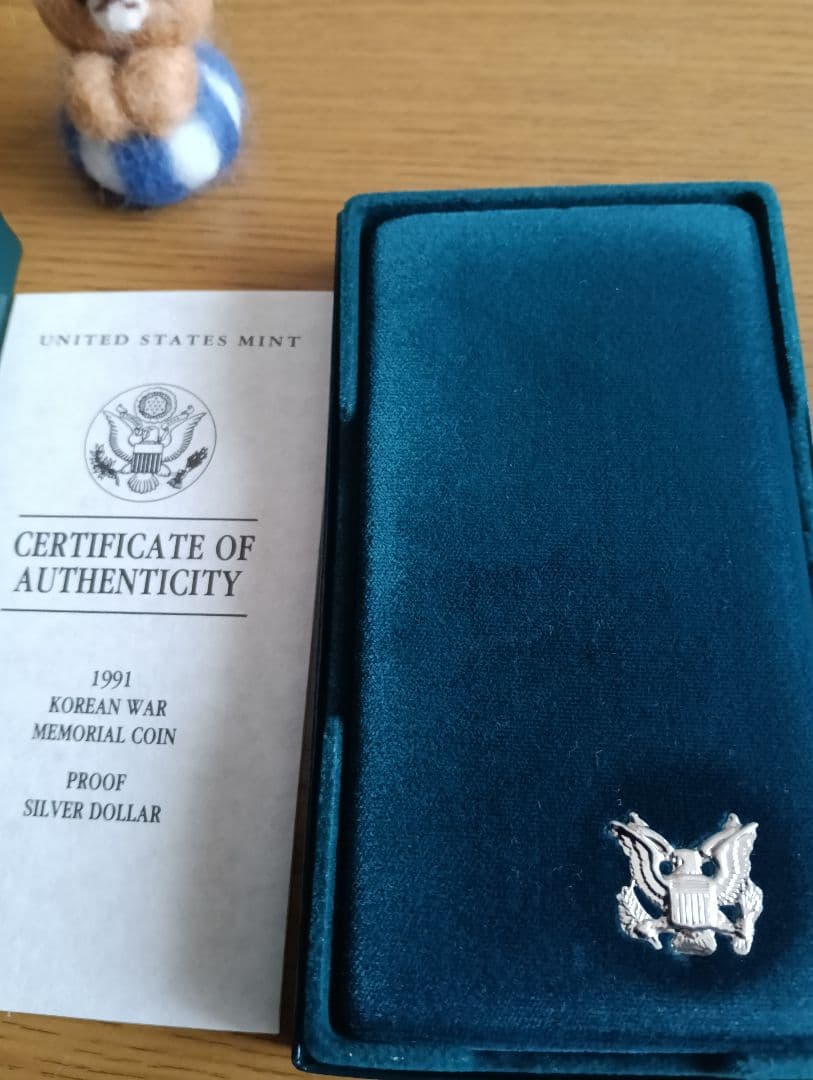 UNITED STATES MINT
CERTIFICATE OF
AUTHENTICITY
1991
KOREAN WAR
MEMORIAL COIN
PROOF
SILVER DOLLAR